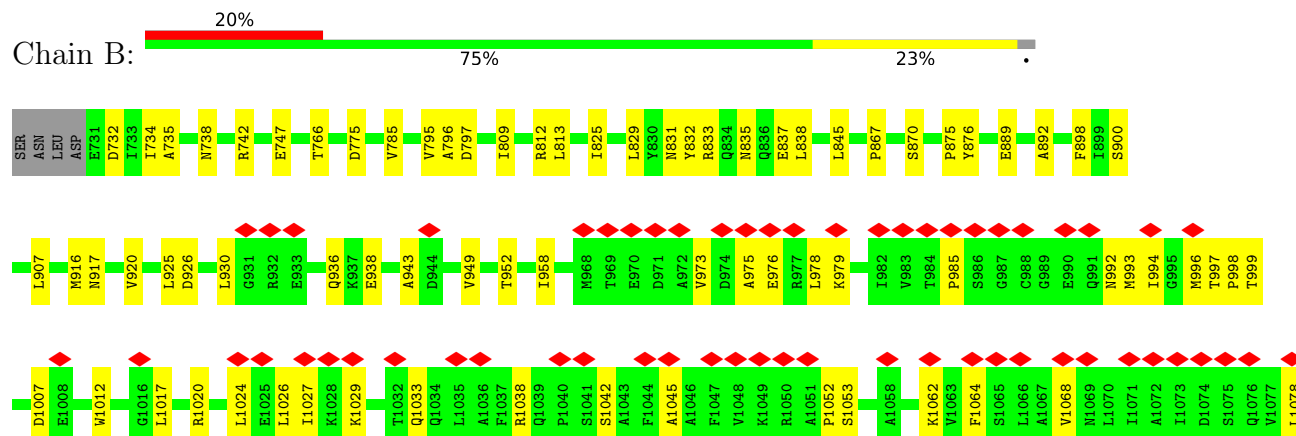 20%
Chain B:
75% 23% •
SER ASN LEU ASP E731 D732 I733 I734 A735 N738 R742 E747 T766 D775 V785 V795 A796 D797 I809 R812 L813 I825 L829 Y830 N831 Y832 R833 Q834 N835 Q836 E837 L838 L845 P867 S870 P875 Y876 E889 A892 F898 I899 S900
L907 M916 N917 V920 L925 D926 L930 G931 R932 E933 Q936 K937 E938 A943 D944 V949 T952 I958 M968 T969 E970 D971 A972 V973 D974 A975 E976 R977 L978 K979 I982 V983 T984 P985 S986 G987 C988 G989 E990 Q991 N992 M993 I994 G995 M996 T997 P998 T999
D1007 E1008 W1012 G1016 L1017 R1020 L1024 E1025 L1026 I1027 K1028 K1029 T1032 Q1033 Q1034 L1035 A1036 F1037 R1038 Q1039 P1040 S1041 S1042 A1043 F1044 A1045 A1046 F1047 V1048 K1049 R1050 A1051 P1052 S1053 A1058 K1062 V1063 F1064 S1065 L1066 A1067 V1068 N1069 L1070 I1071 A1072 I1073 D1074 S1075 Q1076 V1077 L1078